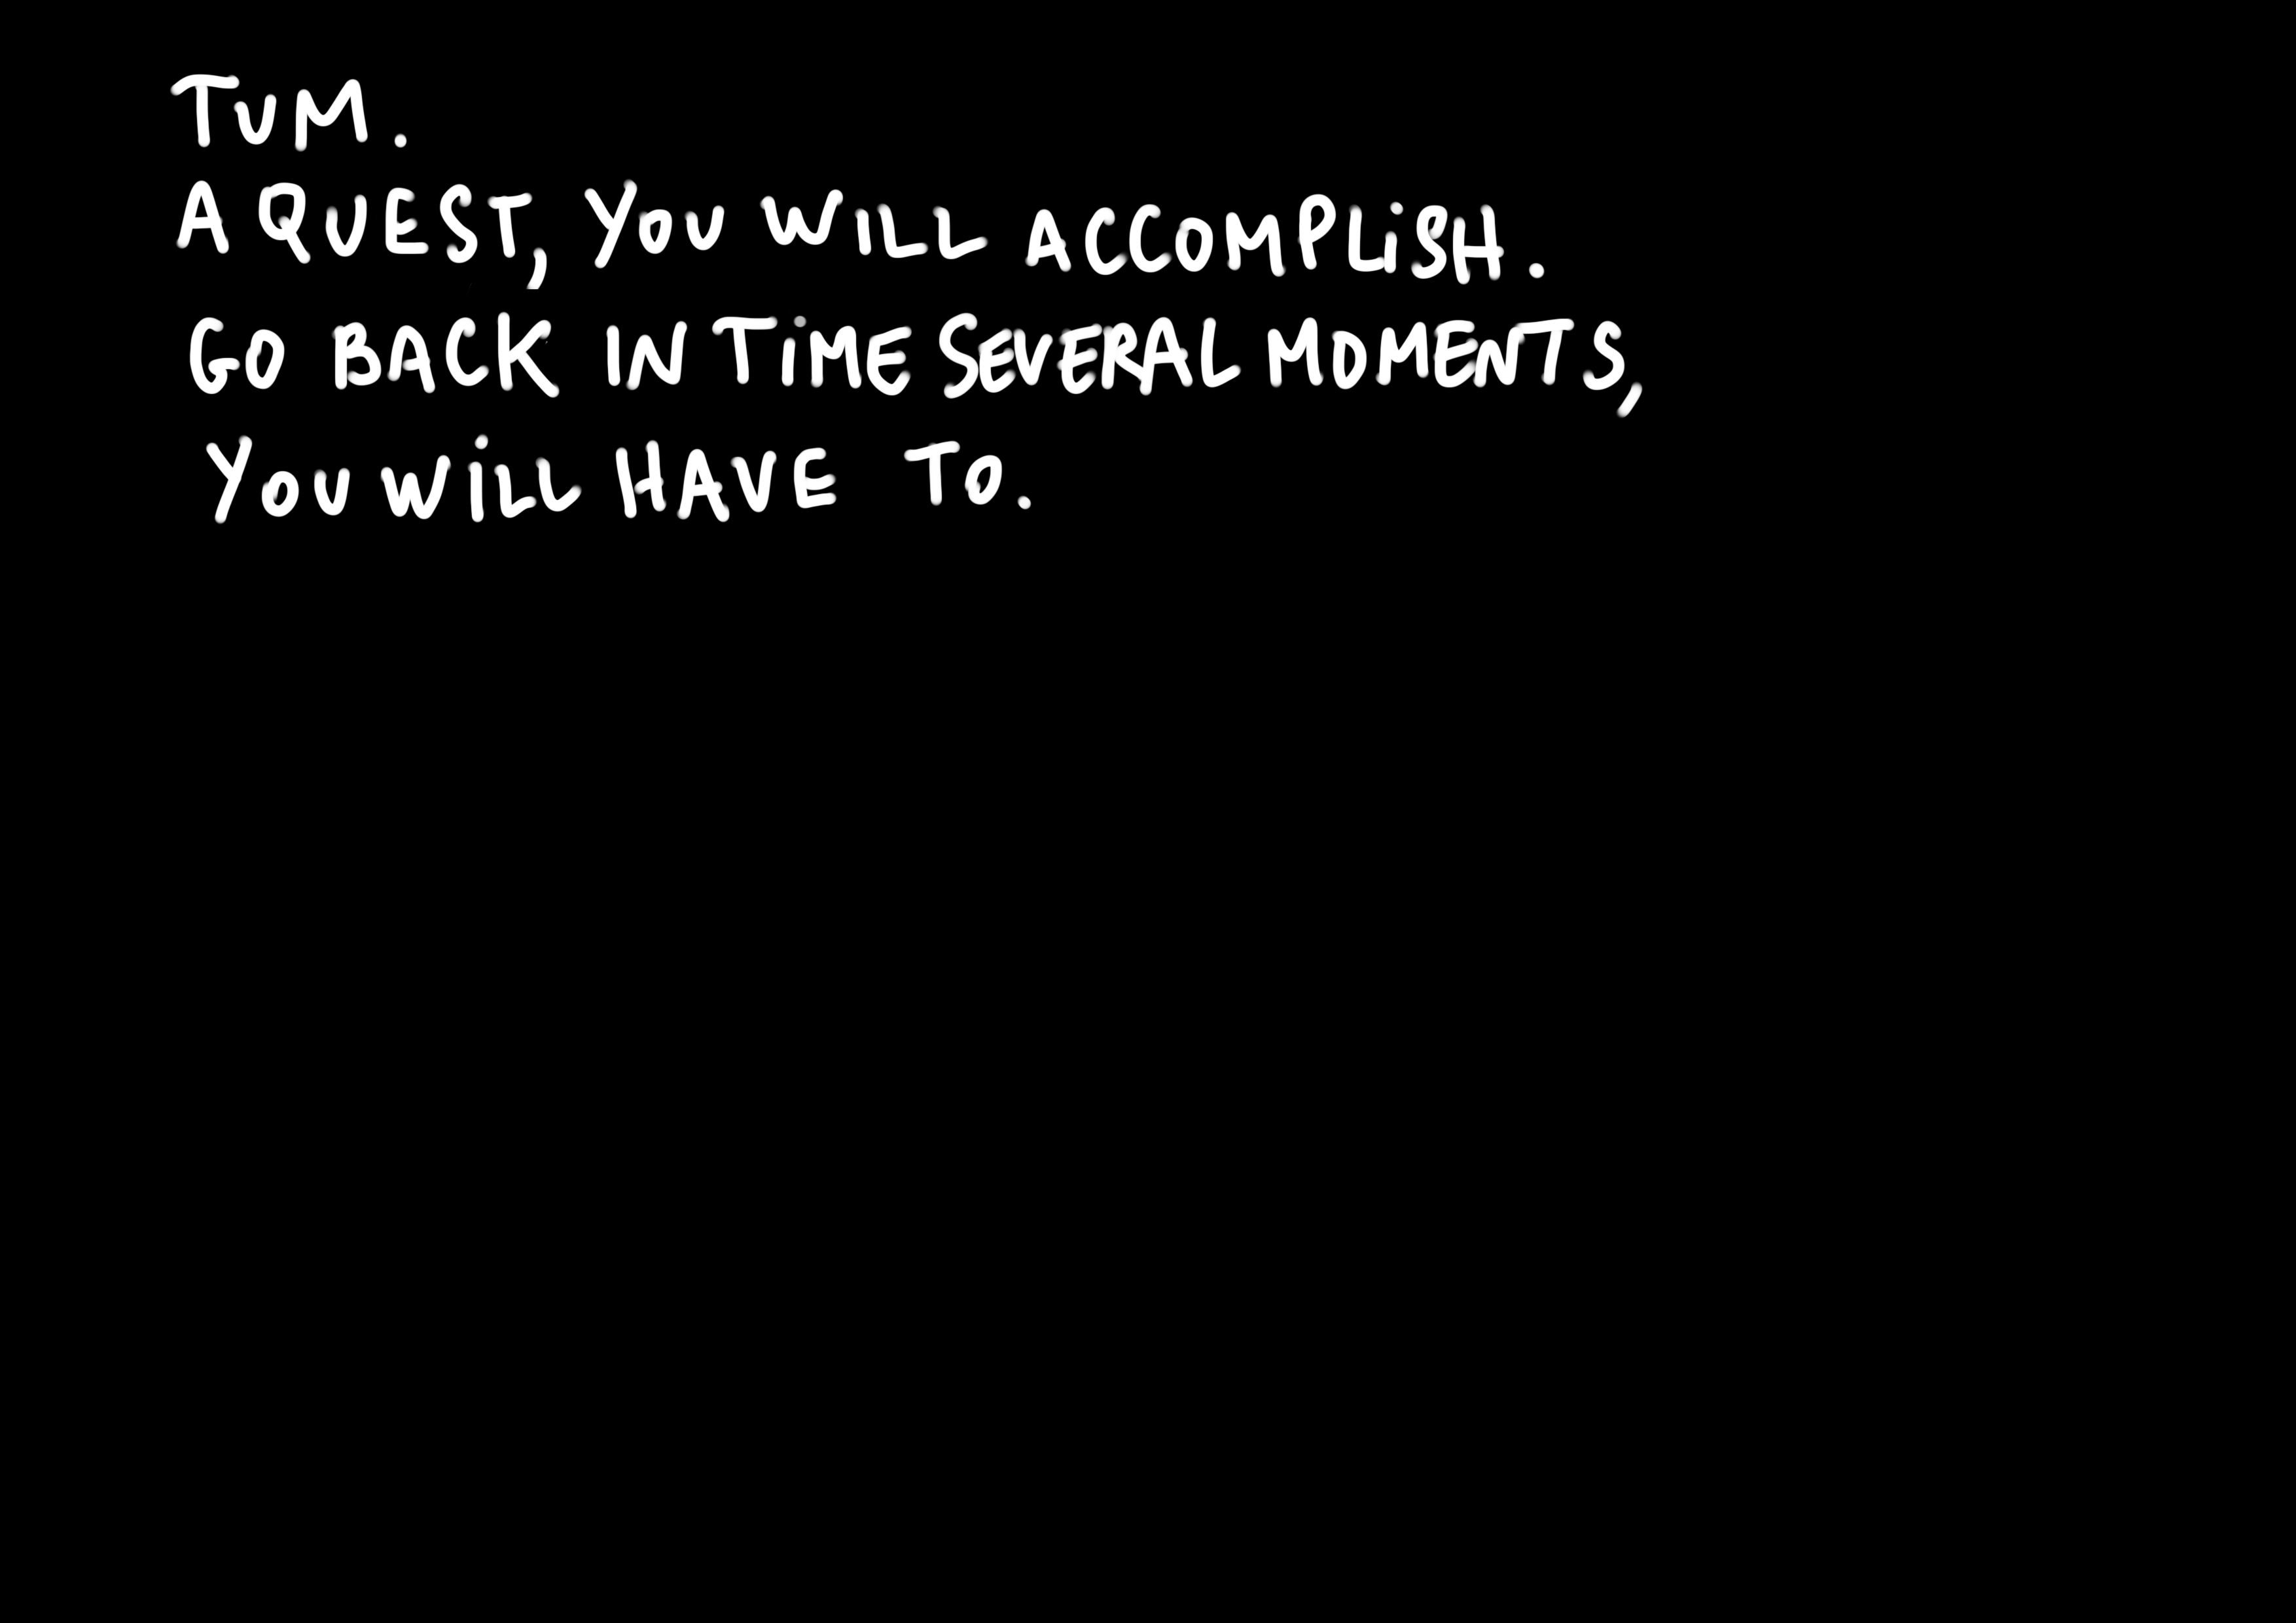 TUM.
A QUEST, YOU WILL ACCOMPLISH.
GO BACK IN TIME SEVERAL MOMENTS,
YOU WILL HAVE TO.